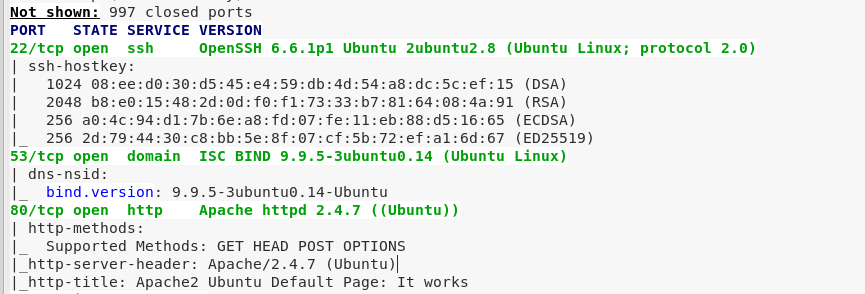 Not shown: 997 closed ports
PORT   STATE SERVICE VERSION
22/tcp open  ssh     OpenSSH 6.6.1p1 Ubuntu 2ubuntu2.8 (Ubuntu Linux; protocol 2.0)
| ssh-hostkey:
|   1024 08:ee:d0:30:d5:45:e4:59:db:4d:54:a8:dc:5c:ef:15 (DSA)
|   2048 b8:e0:15:48:2d:0d:f0:f1:73:33:b7:81:64:08:4a:91 (RSA)
|   256 a0:4c:94:d1:7b:6e:a8:fd:07:fe:11:eb:88:d5:16:65 (ECDSA)
|_  256 2d:79:44:30:c8:bb:5e:8f:07:cf:5b:72:ef:a1:6d:67 (ED25519)
53/tcp open  domain  ISC BIND 9.9.5-3ubuntu0.14 (Ubuntu Linux)
| dns-nsid:
|_  bind.version: 9.9.5-3ubuntu0.14-Ubuntu
80/tcp open  http    Apache httpd 2.4.7 ((Ubuntu))
| http-methods:
|_  Supported Methods: GET HEAD POST OPTIONS
|_http-server-header: Apache/2.4.7 (Ubuntu)
|_http-title: Apache2 Ubuntu Default Page: It works